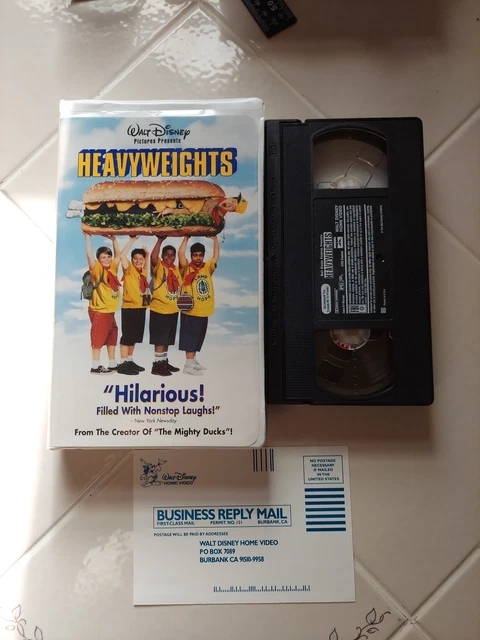 Walt Disney
Pictures Presents
HEAVYWEIGHTS
"Hilarious!
Filled With Nonstop Laughs!"
- New York Newsday
From The Creator Of "The Mighty Ducks"!
HEAVYWEIGHTS
Walt Disney
HOME VIDEO
NO POSTAGE
NECESSARY
IF MAILED
IN THE
UNITED STATES
BUSINESS REPLY MAIL
FIRST-CLASS MAIL PERMIT NO. 131 BURBANK, CA
POSTAGE WILL BE PAID BY ADDRESSEE
WALT DISNEY HOME VIDEO
PO BOX 7089
BURBANK CA 91510-9958